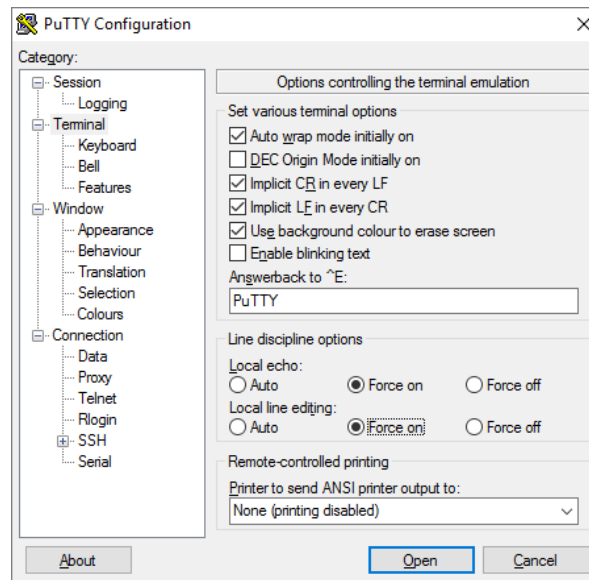 PuTTY Configuration
Category:
Session
Logging
Terminal
Keyboard
Bell
Features
Window
Appearance
Behaviour
Translation
Selection
Colours
Connection
Data
Proxy
Telnet
Rlogin
SSH
Serial
Options controlling the terminal emulation
Set various terminal options
Auto wrap mode initially on
DEC Origin Mode initially on
Implicit CR in every LF
Implicit LF in every CR
Use background colour to erase screen
Enable blinking text
Answerback to ^E:
PuTTY
Line discipline options
Local echo:
Auto Force on Force off
Local line editing:
Auto Force on Force off
Remote-controlled printing
Printer to send ANSI printer output to:
None (printing disabled)
About Open Cancel